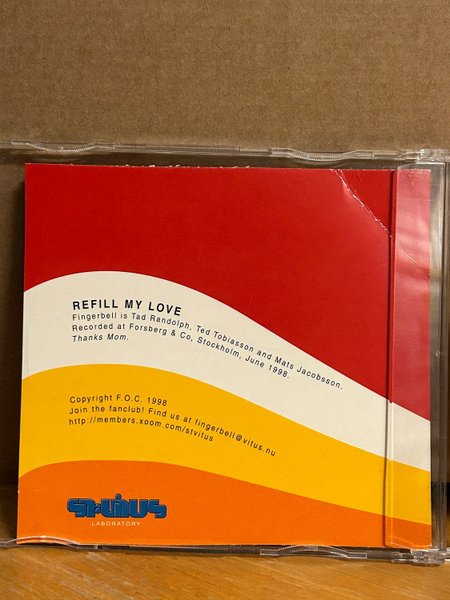 REFILL MY LOVE
Fingerbell is Tad Randolph, Ted Tobiasson and Mats Jacobsson.
Recorded at Forsberg & Co, Stockholm, June 1998.
Thanks Mom.
Copyright F.O.C. 1998
Join the fanclub! Find us at fingerbell@vitus.nu
http://members.xoom.com/stvitus
St:Vitus
LABORATORY